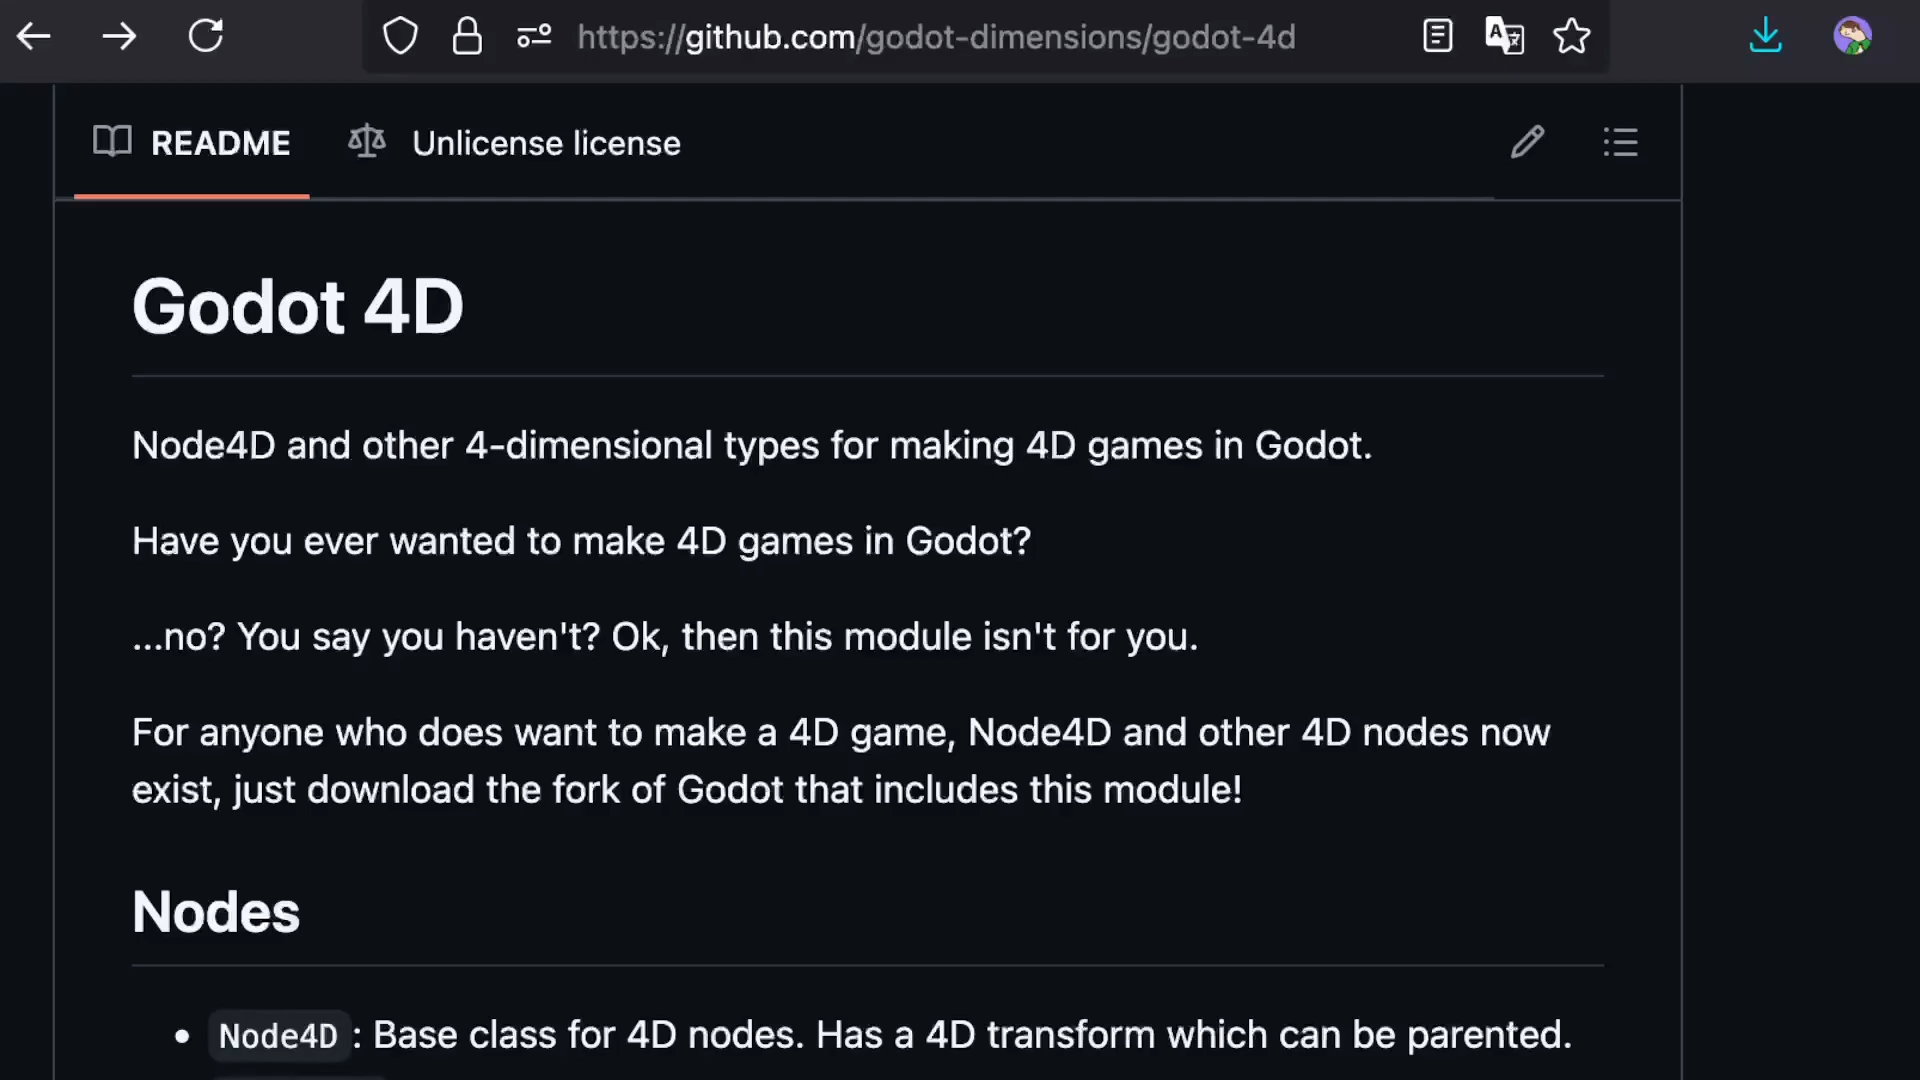 https://github.com/godot-dimensions/godot-4d
README
Unlicense license
Godot 4D
Node4D and other 4-dimensional types for making 4D games in Godot.
Have you ever wanted to make 4D games in Godot?
...no? You say you haven't? Ok, then this module isn't for you.
For anyone who does want to make a 4D game, Node4D and other 4D nodes now
exist, just download the fork of Godot that includes this module!
Nodes
• Node4D: Base class for 4D nodes. Has a 4D transform which can be parented.